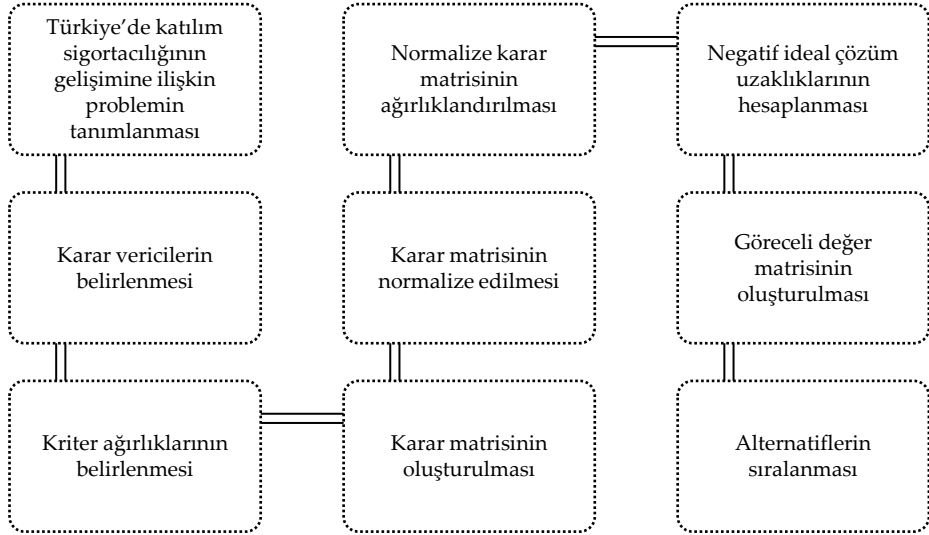 Türkiye’de katılım
sigortacılığının
gelişimine ilişkin
problemin
tanımlanması
Karar vericilerin
belirlenmesi
Kriter ağırlıklarının
belirlenmesi
Karar matrisinin
oluşturulması
Karar matrisinin
normalize edilmesi
Normalize karar
matrisinin
ağırlıklandırılması
Negatif ideal çözüm
uzaklıklarının
hesaplanması
Göreceli değer
matrisinin
oluşturulması
Alternatiflerin
sıralanması